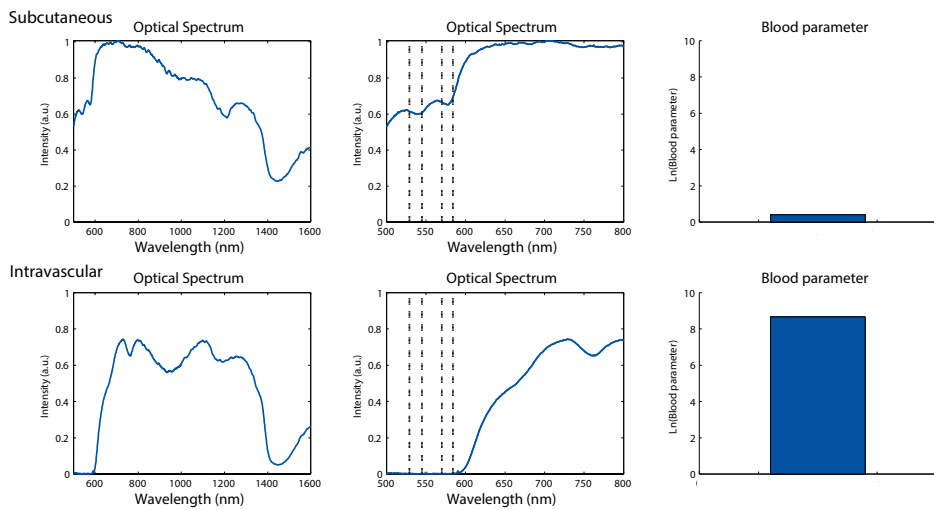 Subcutaneous
Optical Spectrum
Intensity (a.u.)
1
0.8
0.6
0.4
0.2
0
600 800 1000 1200 1400 1600
Wavelength (nm)
Optical Spectrum
Intensity (a.u.)
1
0.8
0.6
0.4
0.2
0
500 550 600 650 700 750 800
Wavelength (nm)
Blood parameter
Ln(Blood parameter)
10
8
6
4
2
0
Intravascular
Optical Spectrum
Intensity (a.u.)
1
0.8
0.6
0.4
0.2
0
600 800 1000 1200 1400 1600
Wavelength (nm)
Optical Spectrum
Intensity (a.u.)
1
0.8
0.6
0.4
0.2
0
500 550 600 650 700 750 800
Wavelength (nm)
Blood parameter
Ln(Blood parameter)
10
8
6
4
2
0